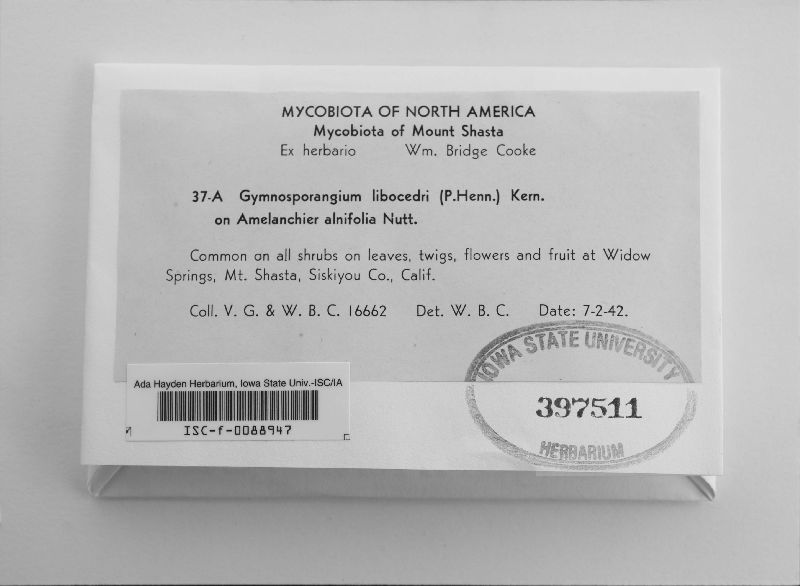 MYCOBIOTA OF NORTH AMERICA
Mycobiota of Mount Shasta
Ex herbario Wm. Bridge Cooke
37-A Gymnosporangium libocedri (P.Henn.) Kern.
on Amelanchier alnifolia Nutt.
Common on all shrubs on leaves, twigs, flowers and fruit at Widow
Springs, Mt. Shasta, Siskiyou Co., Calif.
Coll. V. G. & W. B. C. 16662 Det. W. B. C. Date: 7-2-42.
IOWA STATE UNIVERSITY
397511
HERBARIUM
Ada Hayden Herbarium, Iowa State Univ.-ISC/IA
ISC-f-0088947